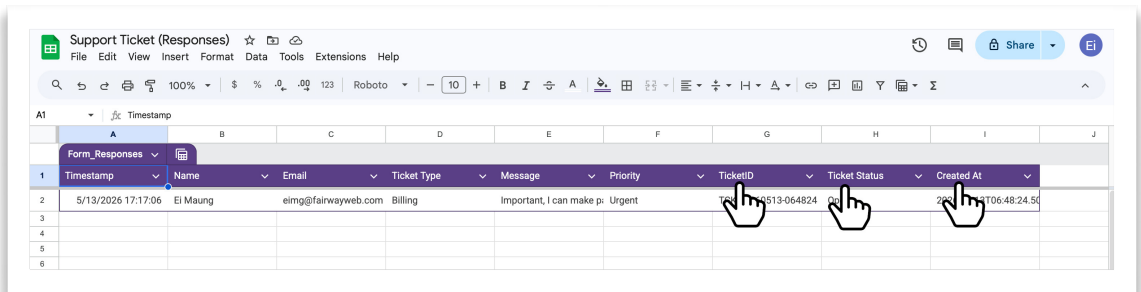 Support Ticket (Responses)
File Edit View Insert Format Data Tools Extensions Help
Share
Ei
100% $ % .0 .00 123 Roboto 10 B I A
A1 fx Timestamp
A B C D E F G H I J
Form_Responses
1 Timestamp Name Email Ticket Type Message Priority TicketID Ticket Status Created At
2 5/13/2026 17:17:06 Ei Maung eimg@fairwayweb.com Billing Important, I can make Urgent
3
4
5
6